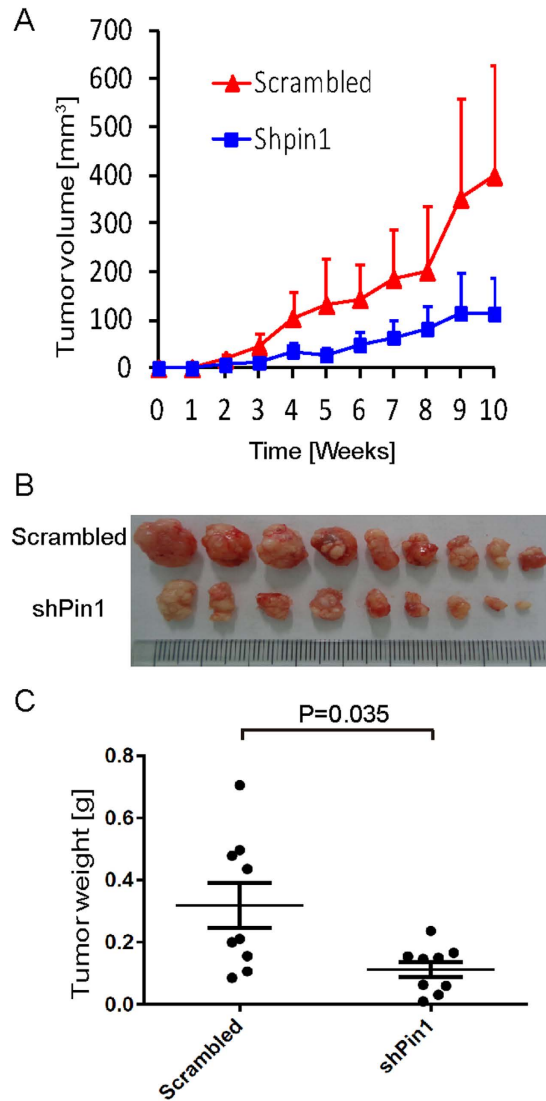 A
700
600
500
400
300
200
100
0
Tumor volume [mm³]
Scrambled
Shpin1
0 1 2 3 4 5 6 7 8 9 10
Time [Weeks]
B
Scrambled
shPin1
C
P=0.035
0.8
0.6
0.4
0.2
0.0
Tumor weight [g]
Scrambled
shPin1